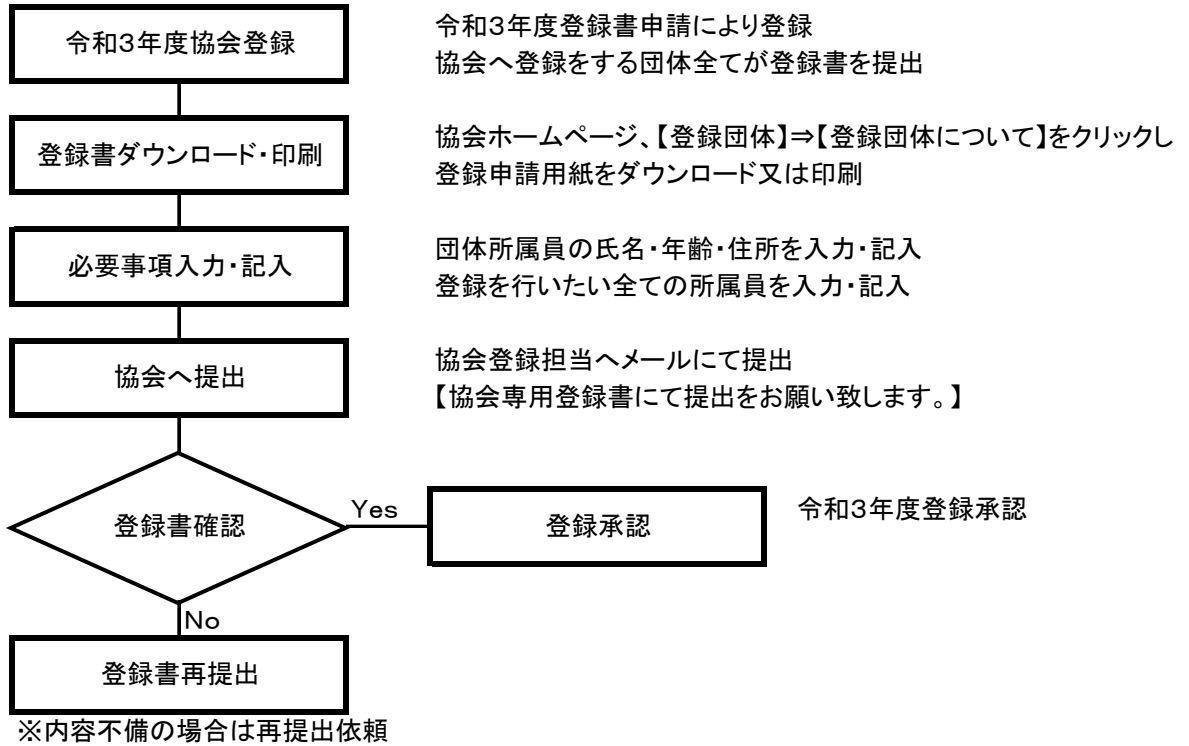 令和3年度協会登録
令和3年度登録書申請により登録
協会へ登録をする団体全てが登録書を提出
登録書ダウンロード・印刷
協会ホームページ、【登録団体】⇒【登録団体について】をクリックし
登録申請用紙をダウンロード又は印刷
必要事項入力・記入
団体所属員の氏名・年齢・住所を入力・記入
登録を行いたい全ての所属員を入力・記入
協会へ提出
協会登録担当へメールにて提出
【協会専用登録書にて提出をお願い致します。】
登録書確認
Yes
登録承認
令和3年度登録承認
No
登録書再提出
※内容不備の場合は再提出依頼